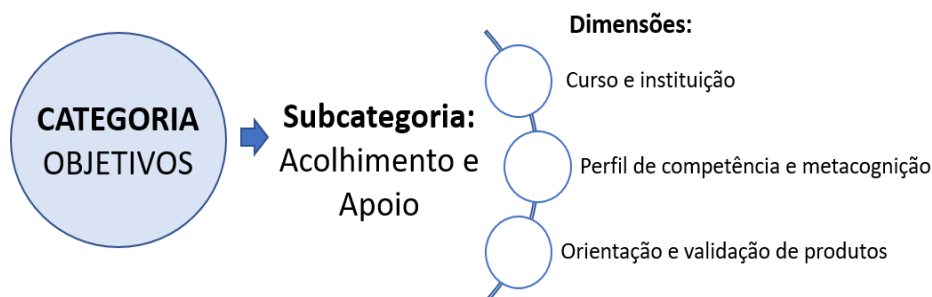 CATEGORIA
OBJETIVOS
Subcategoria:
Acolhimento e
Apoio
Dimensões:
Curso e instituição
Perfil de competência e metacognição
Orientação e validação de produtos